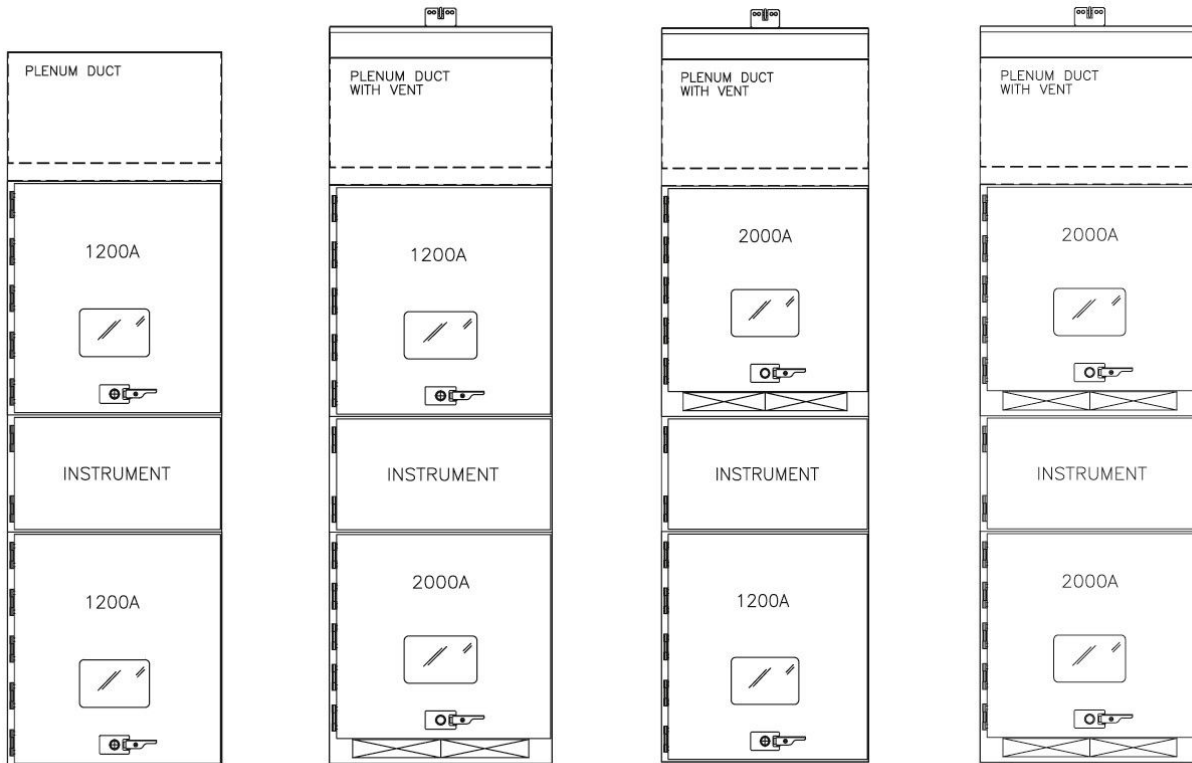 PLENUM DUCT
1200A
INSTRUMENT
1200A
PLENUM DUCT
WITH VENT
1200A
INSTRUMENT
2000A
PLENUM DUCT
WITH VENT
2000A
INSTRUMENT
1200A
PLENUM DUCT
WITH VENT
2000A
INSTRUMENT
2000A